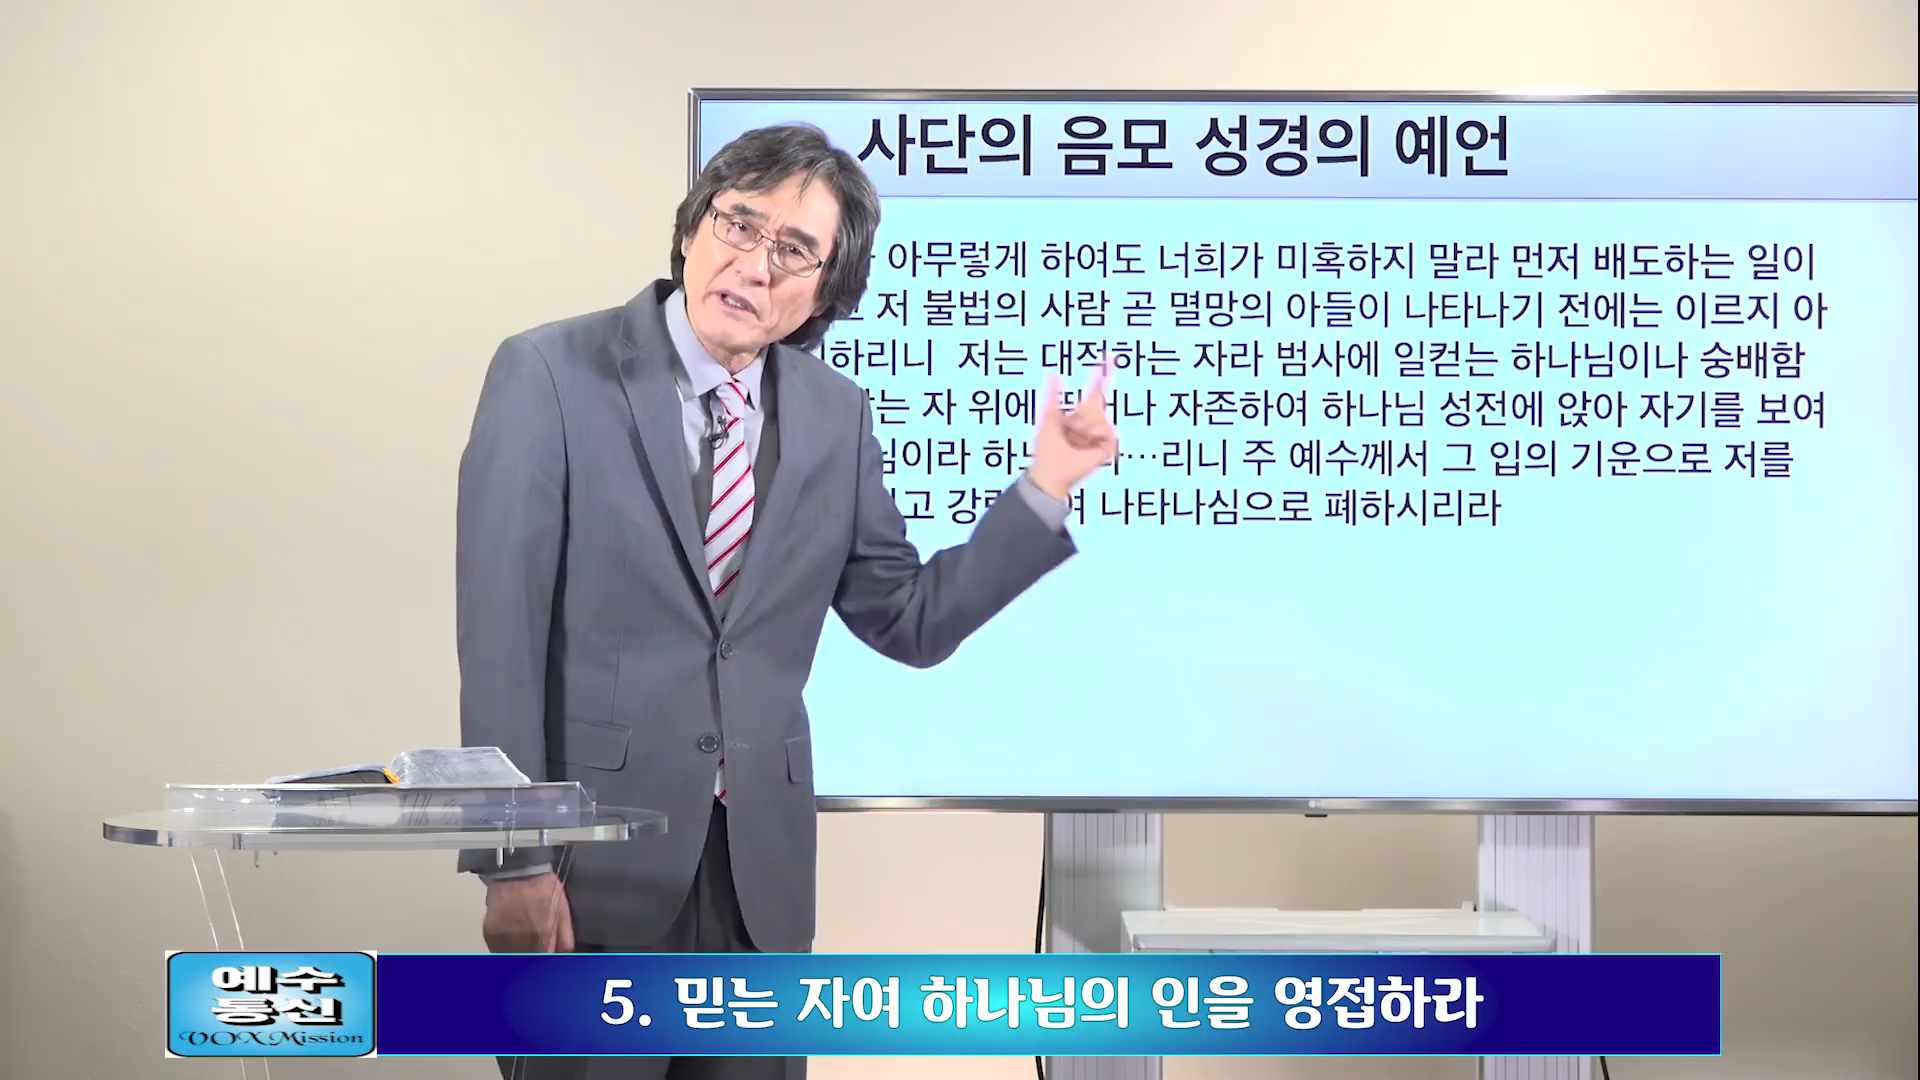 사단의 음모 성경의 예언
아무렇게 하여도 너희가 미혹하지 말라 먼저 배도하는 일이
저 불법의 사람 곧 멸망의 아들이 나타나기 전에는 이르지 아
저는 대적하는 자라 범사에 일컫는 하나님이나 숭배함
자 위에 자존하여 하나님 성전에 앉아 자기를 보여
리니 주 예수께서 그 입의 기운으로 저를
나타나심으로 폐하시리라
5. 믿는 자여 하나님의 인을 영접하라
예수
통신
VOX Mission